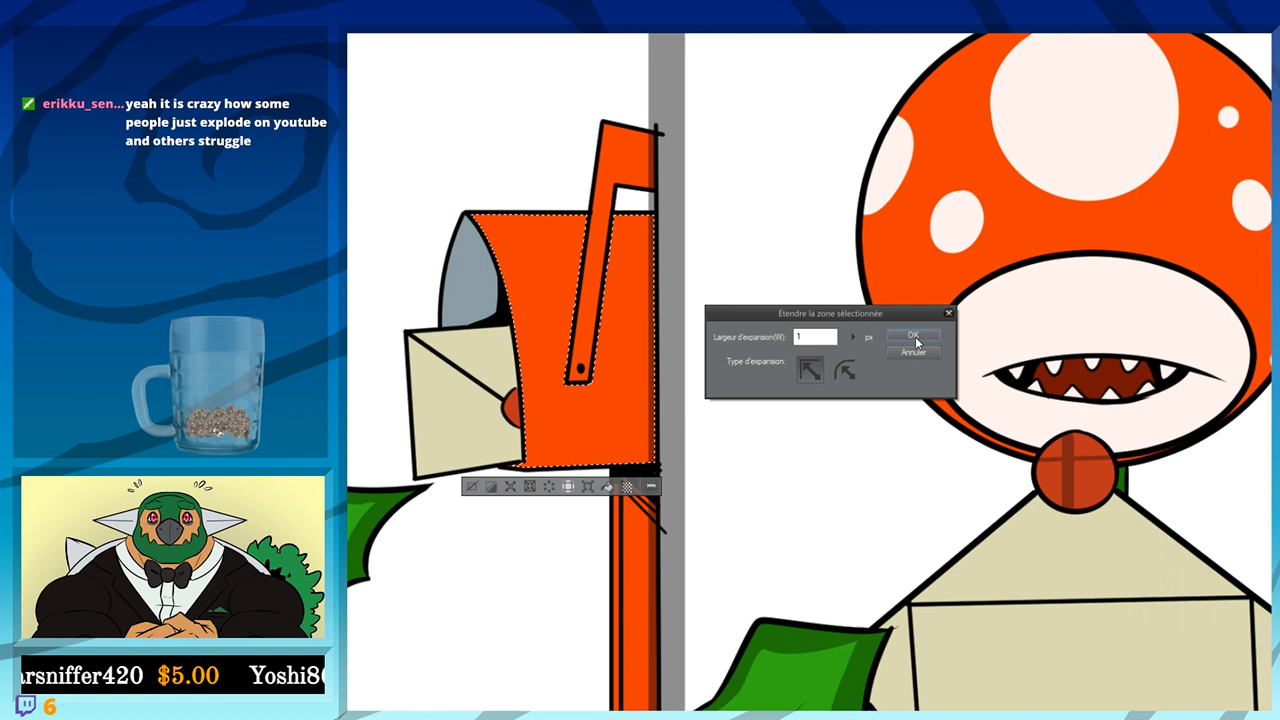 erikku_sen... yeah it is crazy how some
people just explode on youtube
and others struggle
Étendre la zone sélectionnée
Largeur d'expansion(W): 1 px OK
Annuler
Type d'expansion:
rsniffer420 $5.00 Yoshi8
6